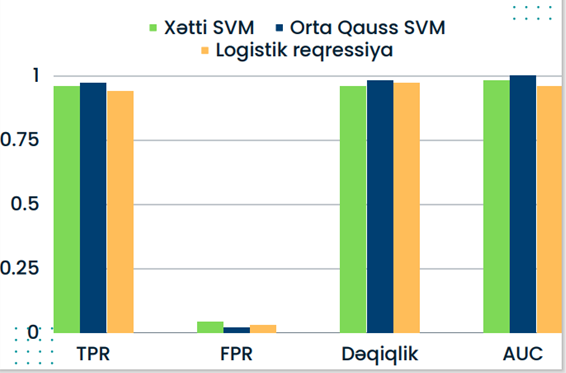 Xətti SVM Orta Qauss SVM
Logistik reqressiya
1
0.75
0.5
0.25
0
TPR FPR Dəqiqlik AUC